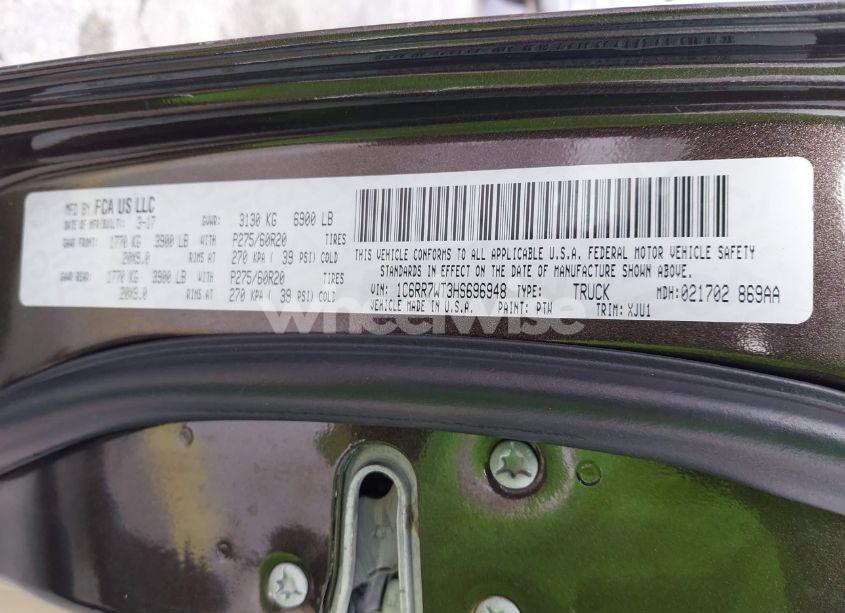 MFD BY FCA US LLC
DATE OF MFR/BUILT: 3-17 GVWR: 3130 KG 6900 LB
GAWR FRONT: 1770 KG 3900 LB WITH P275/60R20 TIRES
20X9.0 RIMS AT 270 KPA ( 39 PSI) COLD
GAWR REAR: 1770 KG 3900 LB WITH P275/60R20 TIRES
20X9.0 RIMS AT 270 KPA ( 39 PSI) COLD
THIS VEHICLE CONFORMS TO ALL APPLICABLE U.S.A. FEDERAL MOTOR VEHICLE SAFETY
STANDARDS IN EFFECT ON THE DATE OF MANUFACTURE SHOWN ABOVE.
VIN: 1C6RR7WT3HS696948 TYPE: TRUCK MDH:021702 869AA
VEHICLE MADE IN U.S.A. PAINT: PTW TRIM: XJU1
wheelwise